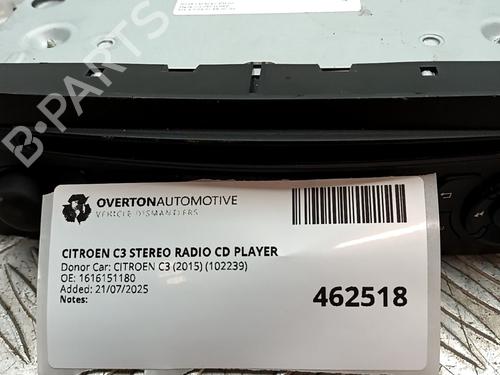 B-PARTS
OVERTONAUTOMOTIVE
VEHICLE DISMANTLERS
CITROEN C3 STEREO RADIO CD PLAYER
Donor Car: CITROEN C3 (2015) (102239)
OE: 1616151180
Added: 21/07/2025
Notes:
462518